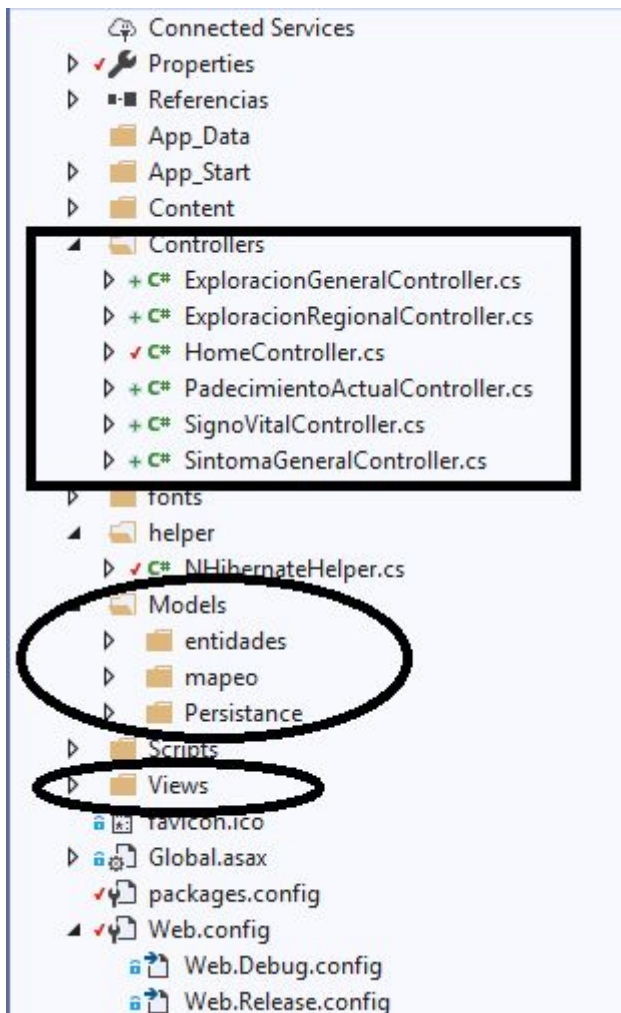 Connected Services
Properties
Referencias
App_Data
App_Start
Content
Controllers
C# ExploracionGeneralController.cs
C# ExploracionRegionalController.cs
C# HomeController.cs
C# PadecimientoActualController.cs
C# SignoVitalController.cs
C# SintomaGeneralController.cs
fonts
helper
C# NHibernateHelper.cs
Models
entidades
mapeo
Persistance
Scripts
Views
favicon.ico
Global.asax
packages.config
Web.config
Web.Debug.config
Web.Release.config